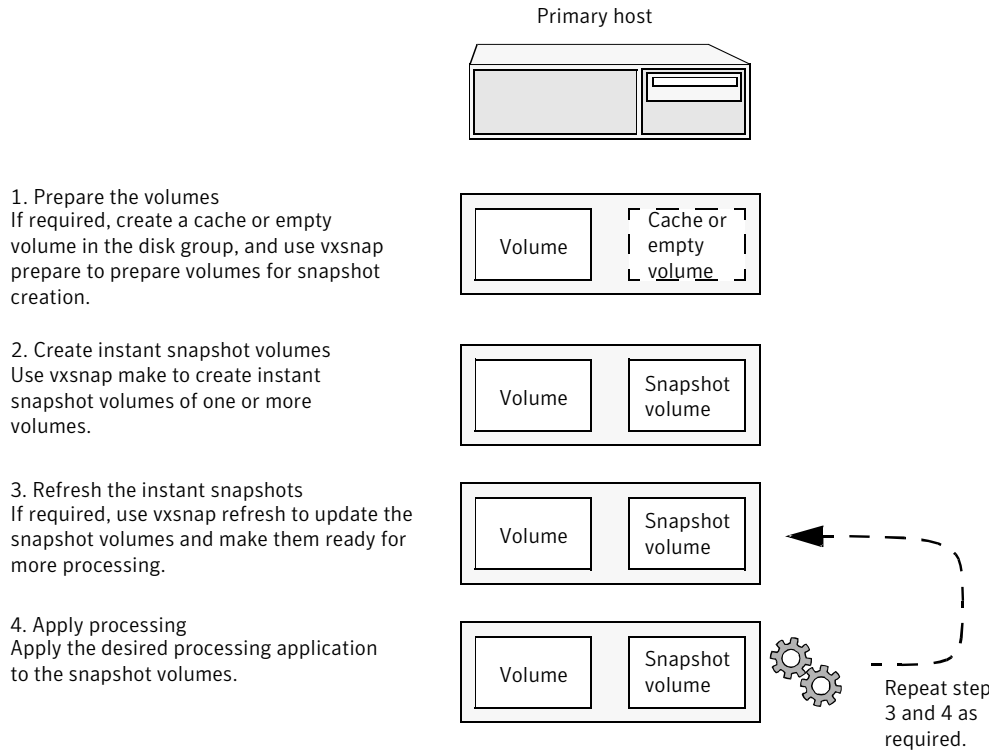 Primary host
1. Prepare the volumes
If required, create a cache or empty
volume in the disk group, and use vxsnap
prepare to prepare volumes for snapshot
creation.
Volume
Cache or
empty
volume
2. Create instant snapshot volumes
Use vxsnap make to create instant
snapshot volumes of one or more
volumes.
Volume
Snapshot
volume
3. Refresh the instant snapshots
If required, use vxsnap refresh to update the
snapshot volumes and make them ready for
more processing.
Volume
Snapshot
volume
4. Apply processing
Apply the desired processing application
to the snapshot volumes.
Volume
Snapshot
volume
Repeat step
3 and 4 as
required.